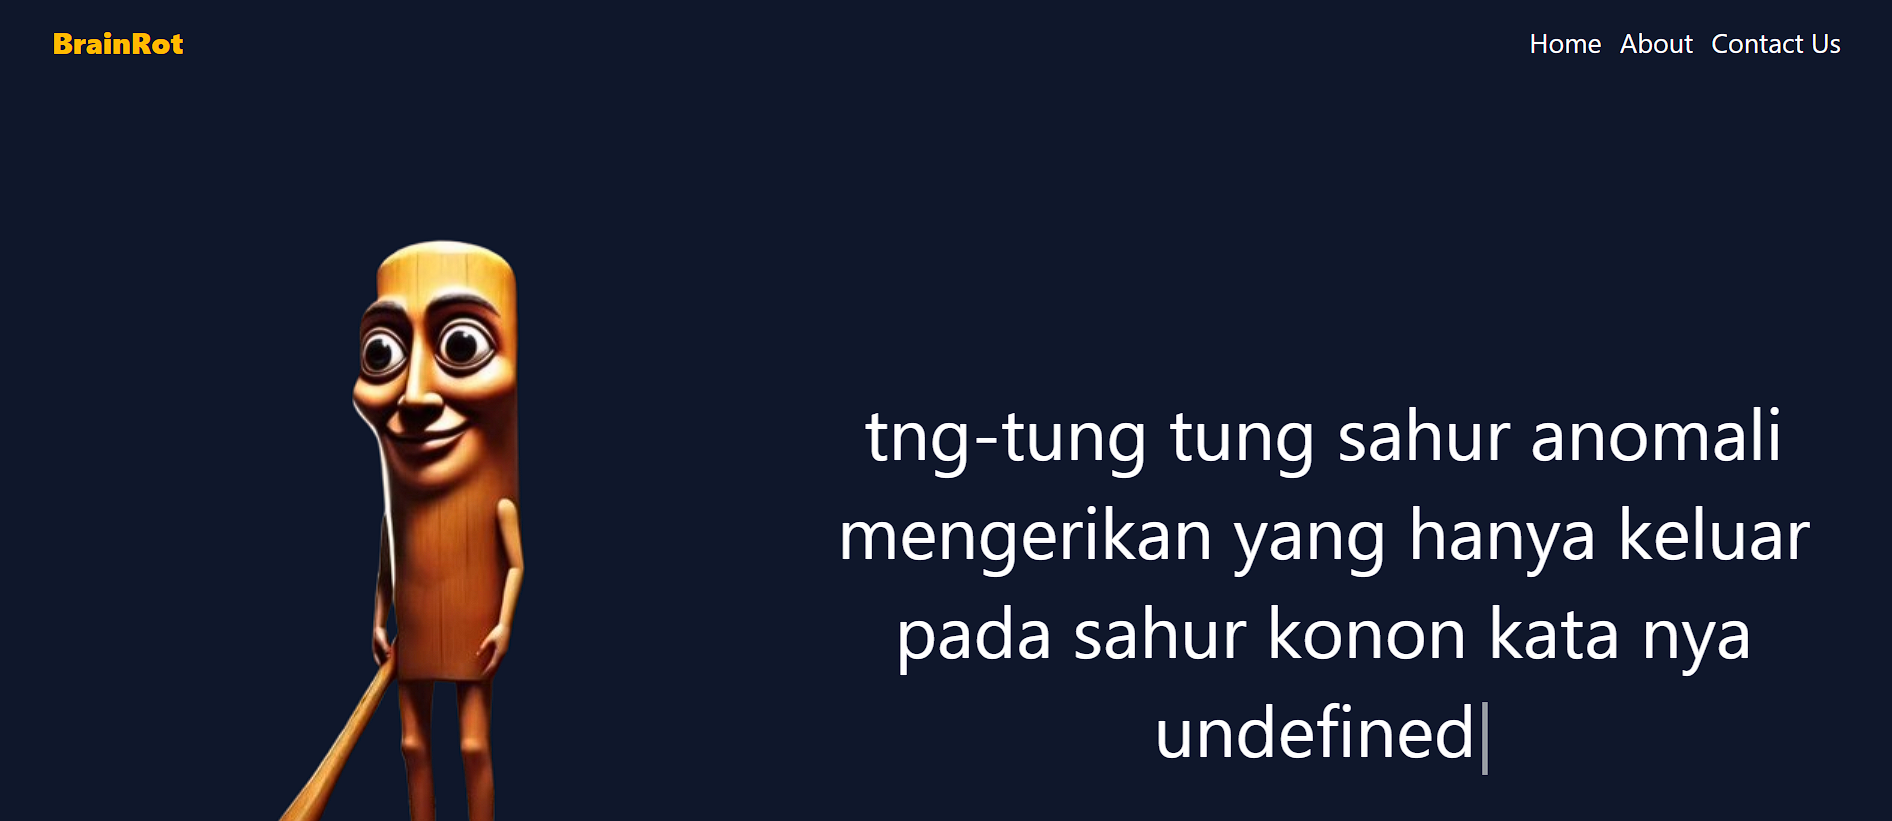 BrainRot
Home About Contact Us
tng-tung tung sahur anomali
mengerikan yang hanya keluar
pada sahur konon kata nya
undefined